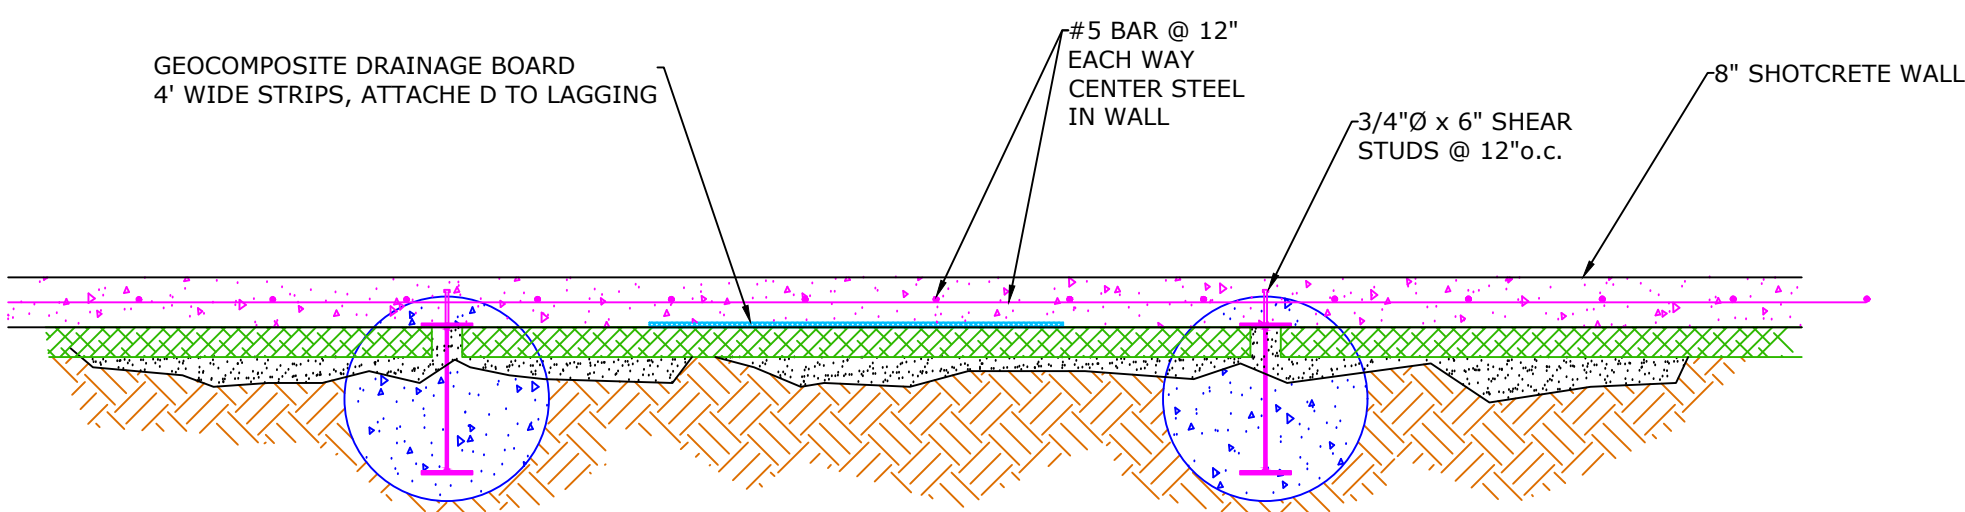 GEOCOMPOSITE DRAINAGE BOARD
4' WIDE STRIPS, ATTACHE D TO LAGGING
#5 BAR @ 12"
EACH WAY
CENTER STEEL
IN WALL
3/4"Ø x 6" SHEAR
STUDS @ 12"o.c.
8" SHOTCRETE WALL